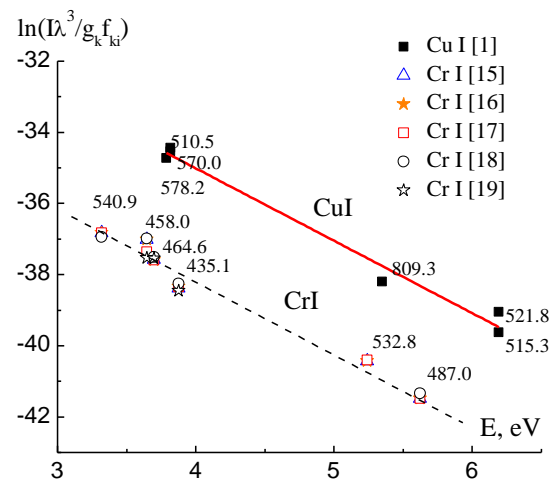 ln(Iλ³/gₖfₖᵢ)
-32
-34
-36
-38
-40
-42
Cu I [1]
Cr I [15]
Cr I [16]
Cr I [17]
Cr I [18]
Cr I [19]
510.5
570.0
578.2
540.9
458.0
464.6
435.1
CuI
809.3
CrI
521.8
515.3
532.8
487.0
E, eV
3
4
5
6